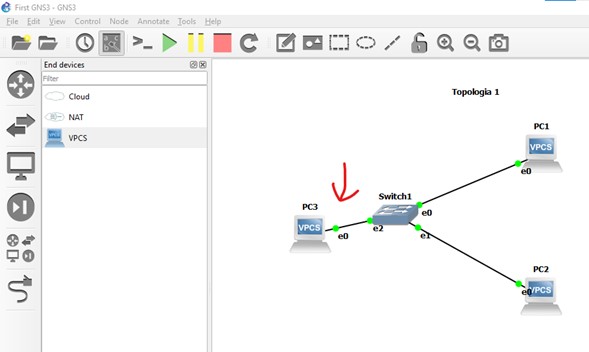 First GNS3 - GNS3
File Edit View Control Node Annotate Tools Help
End devices
Filter
Cloud
NAT
VPCS
Topologia 1
PC1
VPCS
e0
PC3
VPCS
e0
Switch1
e0
e2
e1
PC2
e0
VPCS